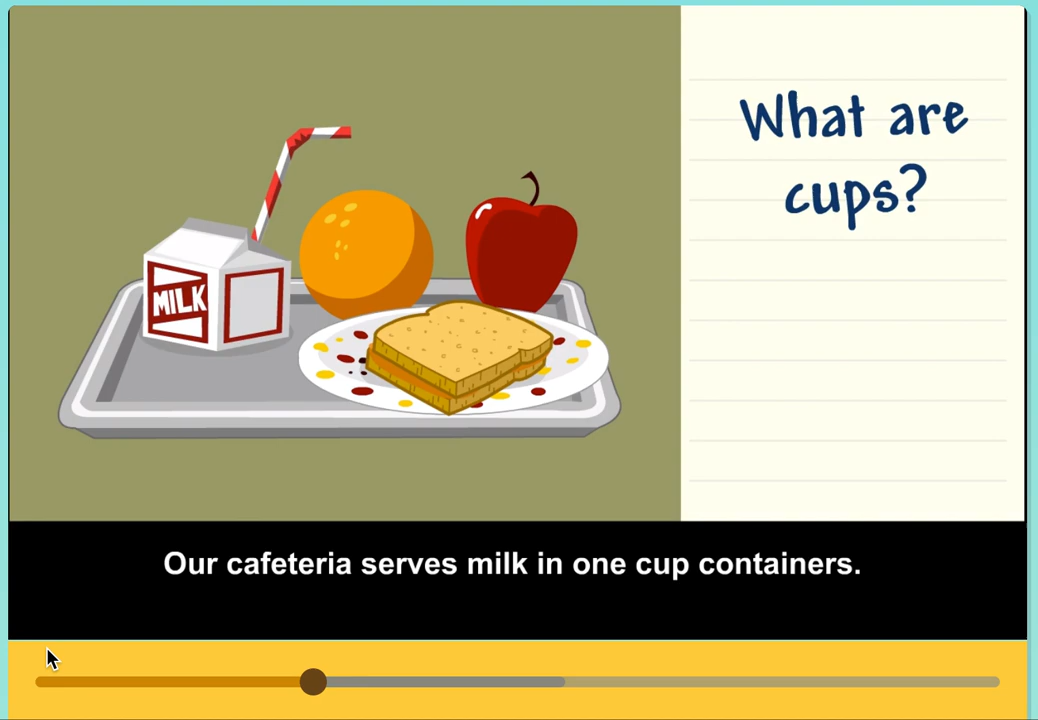 What are
cups?
MILK
Our cafeteria serves milk in one cup containers.